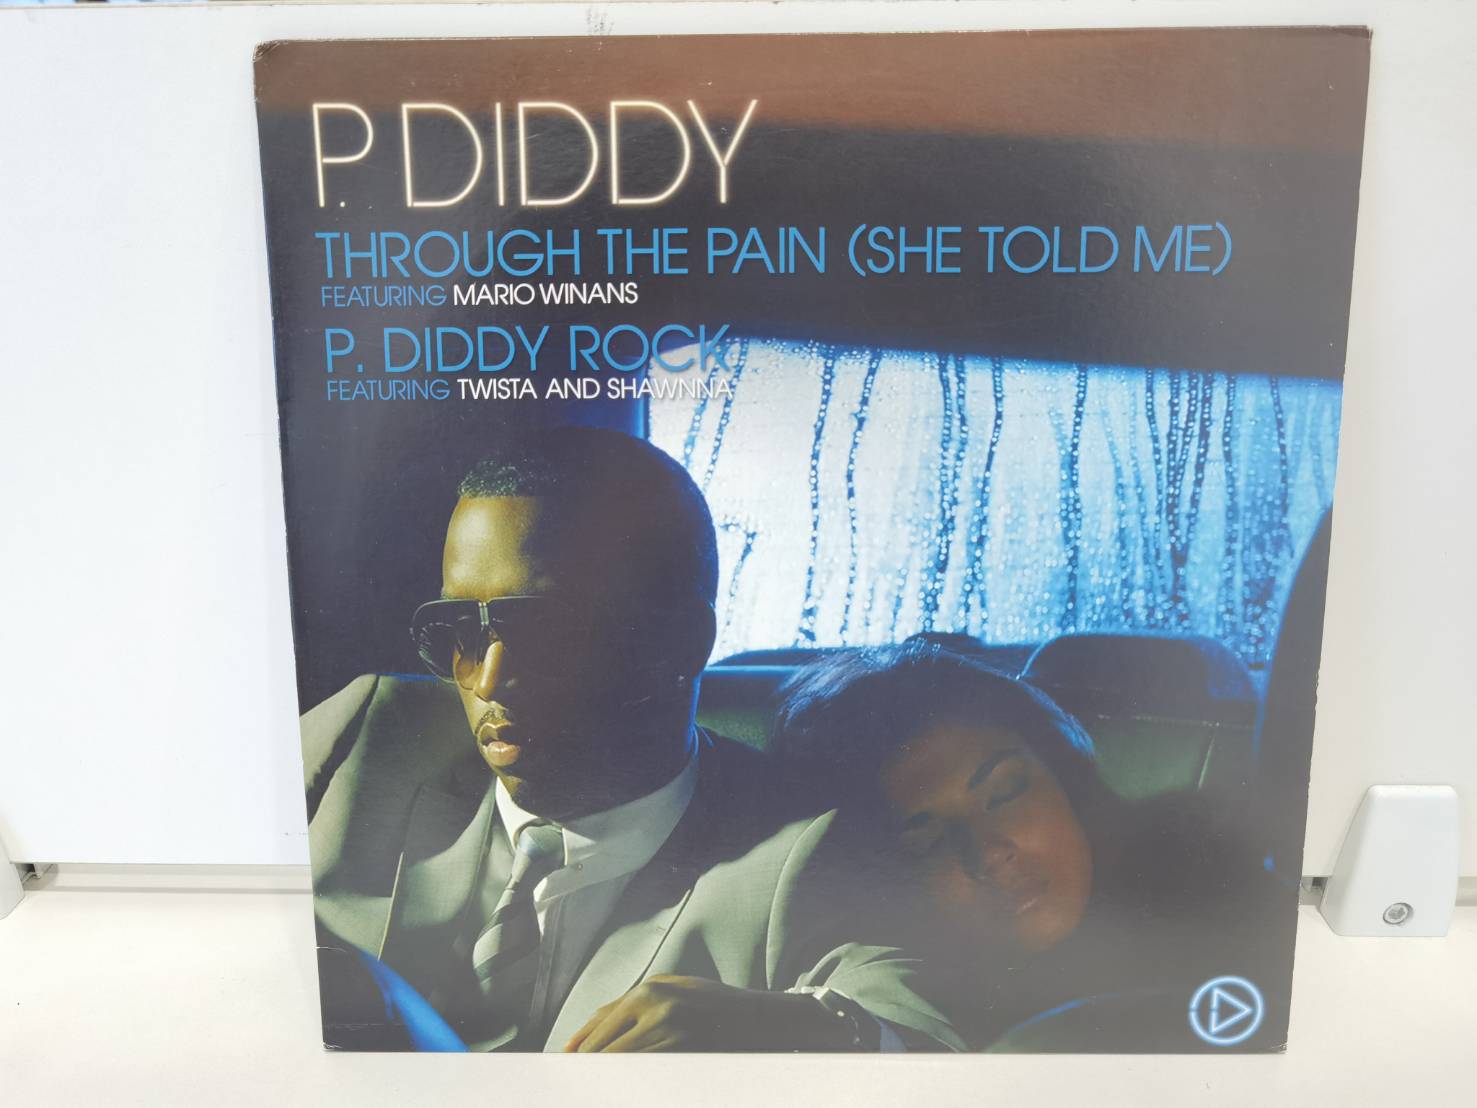 P. DIDDY
THROUGH THE PAIN (SHE TOLD ME)
FEATURING MARIO WINANS
P. DIDDY ROCK
FEATURING TWISTA AND SHAWNNA